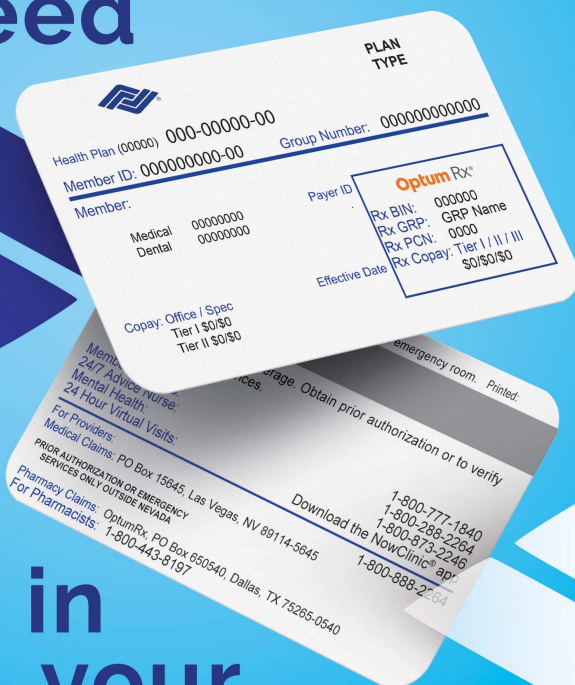 eed
PLAN
TYPE
Health Plan (00000) 000-00000-00
Member ID: 000000000-00 Group Number: 000000000000
Member:
Medical 00000000
Dental 00000000
Payer ID
.
Optum Rx®
Rx BIN: 000000
Rx GRP: GRP Name
Rx PCN: 0000
Rx Copay: Tier I / II / III
$0/$0/$0
Effective Date
Copay: Office / Spec
Tier I $0/$0
Tier II $0/$0
emergency room. Printed:
erage. Obtain prior authorization or to verify
ces.
Memb
24/7 Advice Nurse:
Mental Health:
24 Hour Virtual Visits:
1-800-777-1840
1-800-288-2264
1-800-873-2246
Download the NowClinic® app
For Providers:
1-800-888-2264
Medical Claims: PO Box 15645, Las Vegas, NV 89114-5645
PRIOR AUTHORIZATION OR EMERGENCY
SERVICES ONLY OUTSIDE NEVADA
Pharmacy Claims: OptumRx, PO Box 650540, Dallas, TX 75265-0540
For Pharmacists: 1-800-443-8197
in
your